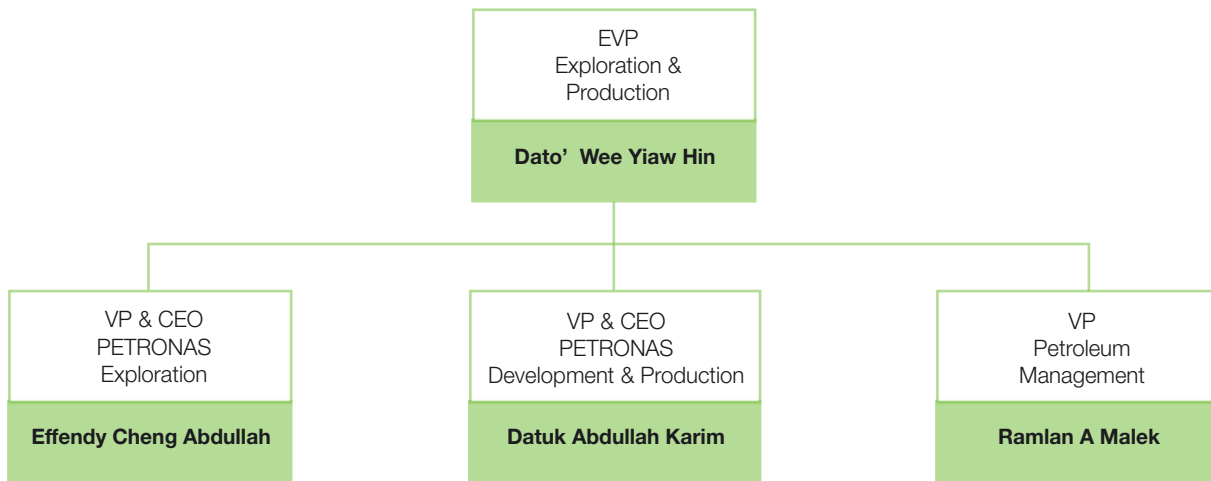 EVP
Exploration &
Production
Dato’ Wee Yiaw Hin
VP & CEO
PETRONAS
Exploration
Effendy Cheng Abdullah
VP & CEO
PETRONAS
Development & Production
Datuk Abdullah Karim
VP
Petroleum
Management
Ramlan A Malek